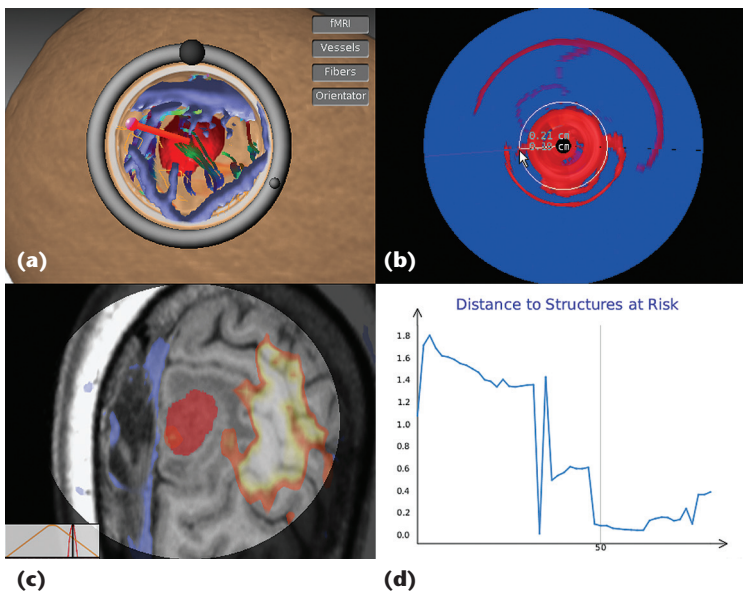 fMRI
Vessels
Fibers
Orientator
(a)
0.21 cm
cm
(b)
(c)
Distance to Structures at Risk
1.8
1.6
1.4
1.2
1.0
0.8
0.6
0.4
0.2
0.0
50
(d)